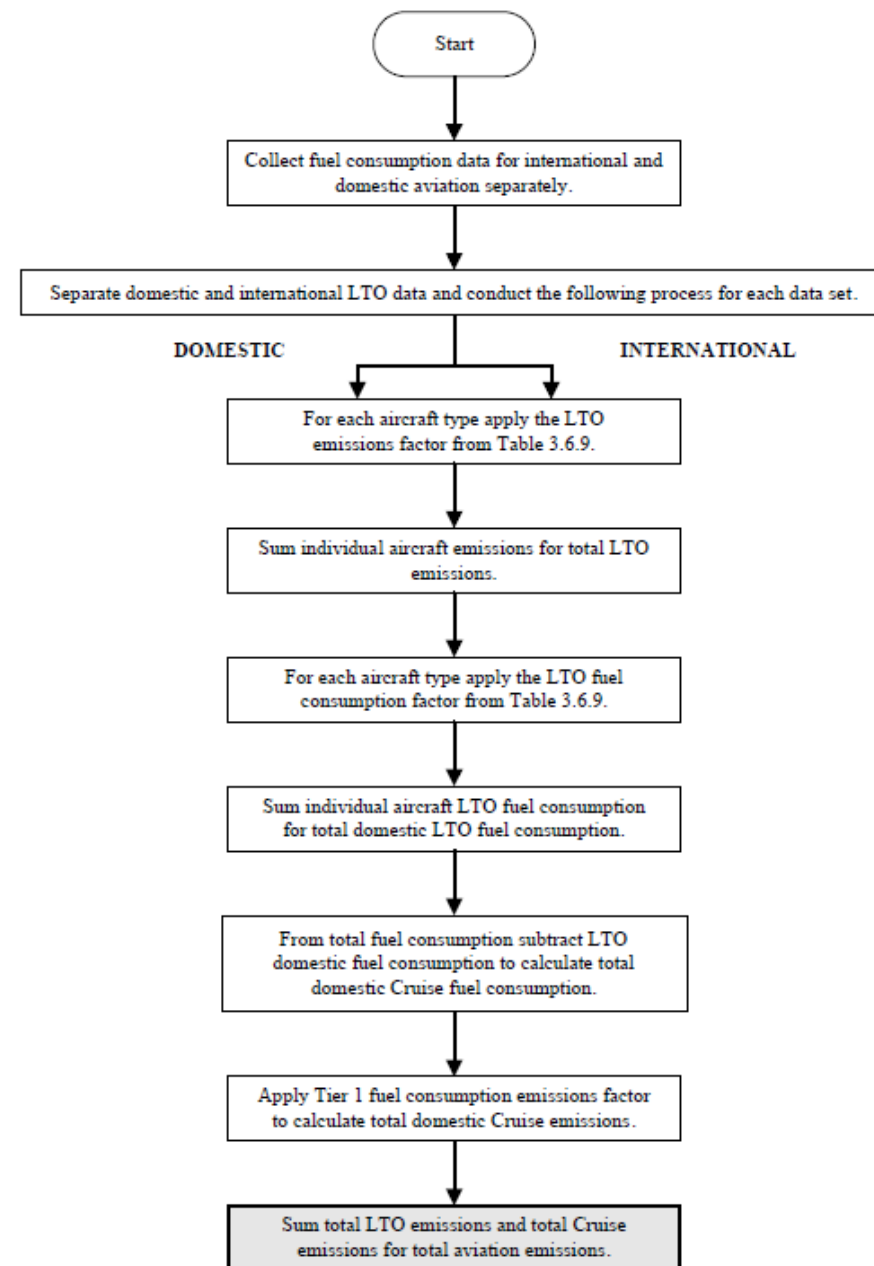 Start
Collect fuel consumption data for international and
domestic aviation separately.
Separate domestic and international LTO data and conduct the following process for each data set.
DOMESTIC
INTERNATIONAL
For each aircraft type apply the LTO
emissions factor from Table 3.6.9.
Sum individual aircraft emissions for total LTO
emissions.
For each aircraft type apply the LTO fuel
consumption factor from Table 3.6.9.
Sum individual aircraft LTO fuel consumption
for total domestic LTO fuel consumption.
From total fuel consumption subtract LTO
domestic fuel consumption to calculate total
domestic Cruise fuel consumption.
Apply Tier 1 fuel consumption emissions factor
to calculate total domestic Cruise emissions.
Sum total LTO emissions and total Cruise
emissions for total aviation emissions.